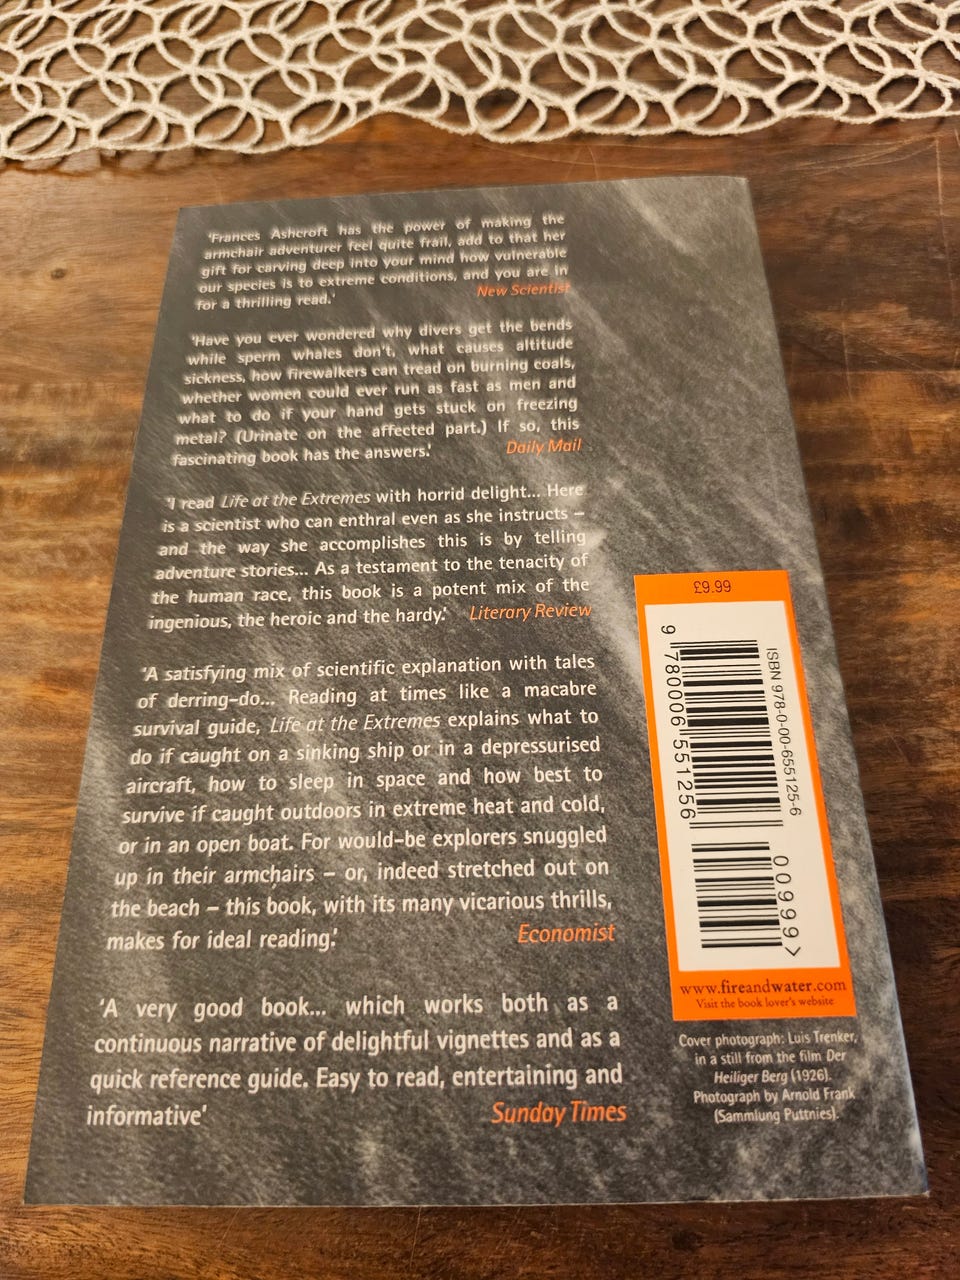 'Frances Ashcroft has the power of making the
armchair adventurer feel quite frail, add to that her
gift for carving deep into your mind how vulnerable
our species is to extreme conditions, and you are in
for a thrilling read.' New Scientist
'Have you ever wondered why divers get the bends
while sperm whales don't, what causes altitude
sickness, how firewalkers can tread on burning coals,
whether women could ever run as fast as men and
what to do if your hand gets stuck on freezing
metal? (Urinate on the affected part.) If so, this
fascinating book has the answers.' Daily Mail
'I read Life at the Extremes with horrid delight... Here
is a scientist who can enthral even as she instructs –
and the way she accomplishes this is by telling
adventure stories... As a testament to the tenacity of
the human race, this book is a potent mix of the
ingenious, the heroic and the hardy.' Literary Review
'A satisfying mix of scientific explanation with tales
of derring-do... Reading at times like a macabre
survival guide, Life at the Extremes explains what to
do if caught on a sinking ship or in a depressurised
aircraft, how to sleep in space and how best to
survive if caught outdoors in extreme heat and cold,
or in an open boat. For would-be explorers snuggled
up in their armchairs – or, indeed stretched out on
the beach – this book, with its many vicarious thrills,
makes for ideal reading.' Economist
'A very good book... which works both as a
continuous narrative of delightful vignettes and as a
quick reference guide. Easy to read, entertaining and
informative' Sunday Times
£9.99
ISBN 978-0-00-655125-6
9 780006 551256
00999>
www.fireandwater.com
Visit the book lover's website
Cover photograph: Luis Trenker,
in a still from the film Der
Heiliger Berg (1926).
Photograph by Arnold Frank
(Sammlung Puttnies).